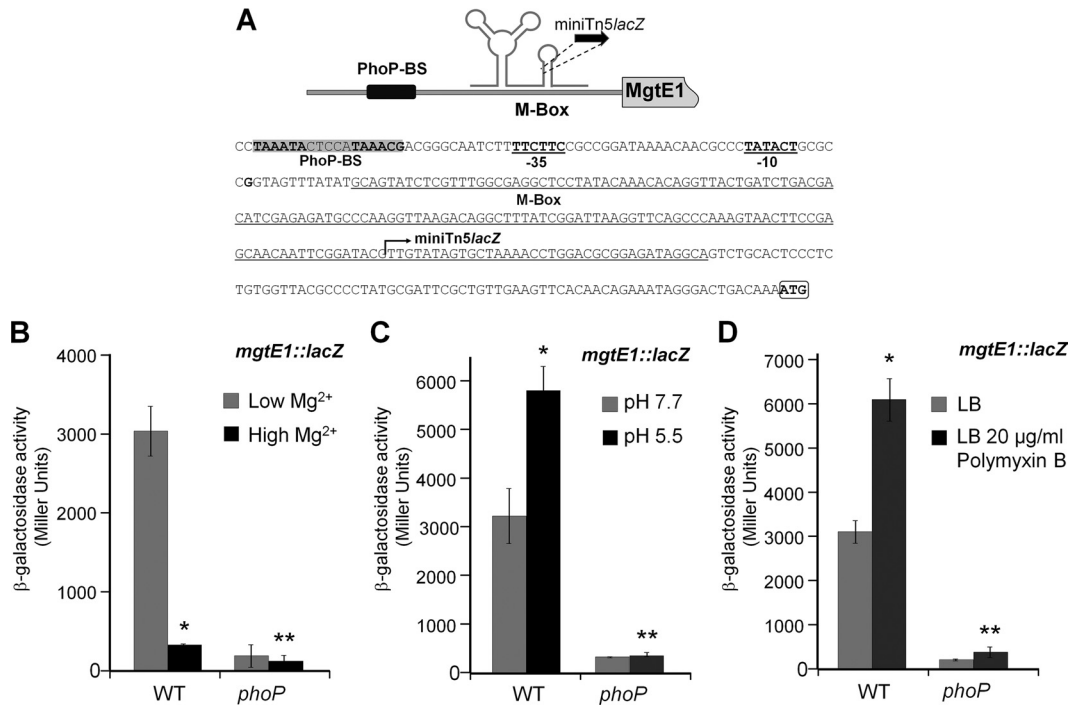 A
miniTn5lacZ
PhoP-BS
M-Box
MgtE1
CCTAAATACTCCATAAACGACGGGCAATCTTTTCTTCCGCCGGATAAAACAACGCCCTATACTGCGC
PhoP-BS -35 -10
CGGTAGTTTATATGCAGTATCTCGTTTGGCGAGGCTCCTATACAAACACAGGTTACTGATCTGACGA
M-Box
CATCGAGAGATGCCCAAGGTTAAGACAGGCTTTATCGGATTAAGGTTCAGCCCAAAGTAACTTCCGA
miniTn5lacZ
GCAACAATTCGGATACGTTGTATAGTGCTAAAACCTGGACGCGGAGATAGGCAGTCTGCACTCCCTC
TGTGGTTACGCCCCTATGCGATTCGCTGTTGAAGTTCACAACAGAAATAGGGACTGACAAAATG
B
mgtE1::lacZ
4000
3000
2000
1000
0
β-galactosidase activity
(Miller Units)
Low Mg²⁺
High Mg²⁺
*
**
WT phoP
C
mgtE1::lacZ
6000
5000
4000
3000
2000
1000
0
β-galactosidase activity
(Miller Units)
pH 7.7
pH 5.5
*
**
WT phoP
D
mgtE1::lacZ
7000
6000
5000
4000
3000
2000
1000
0
β-galactosidase activity
(Miller Units)
LB
LB 20 µg/ml
Polymyxin B
*
**
WT phoP